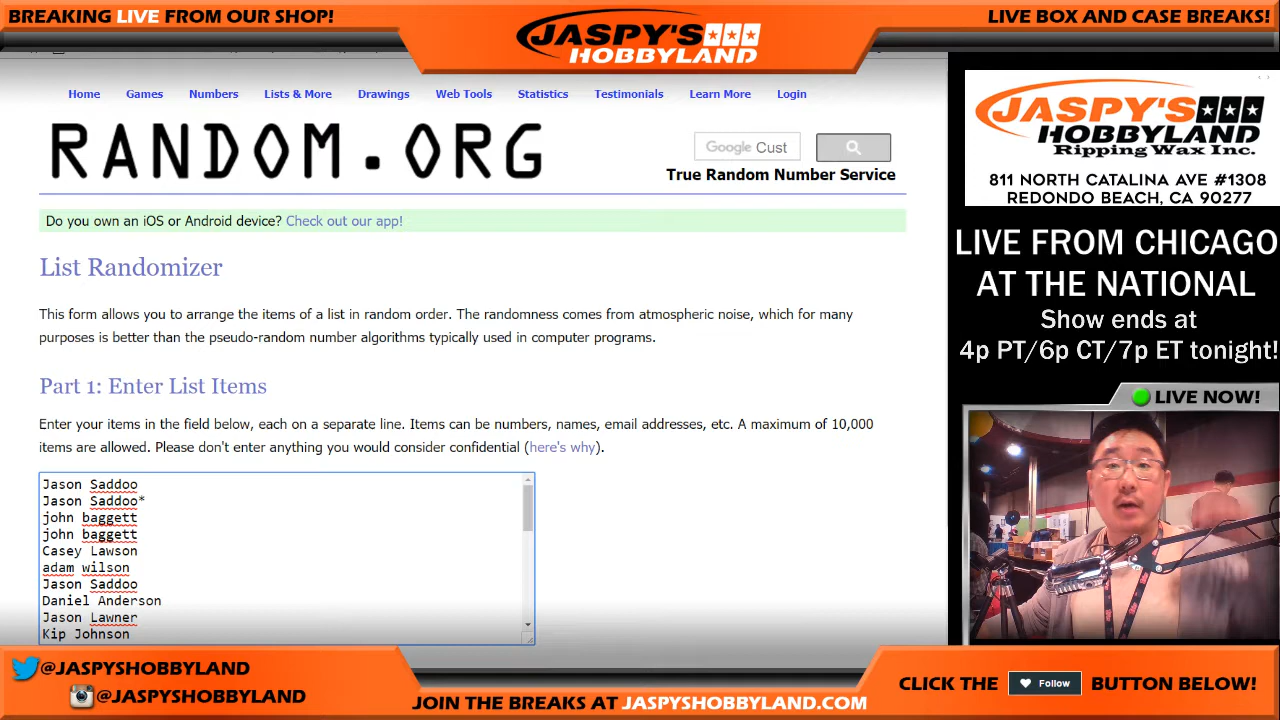 BREAKING LIVE FROM OUR SHOP!
JASPY'S
HOBBYLAND
LIVE BOX AND CASE BREAKS!
Home Games Numbers Lists & More Drawings Web Tools Statistics Testimonials Learn More Login
RANDOM.ORG
Google Cust
True Random Number Service
Do you own an iOS or Android device? Check out our app!
List Randomizer
This form allows you to arrange the items of a list in random order. The randomness comes from atmospheric noise, which for many
purposes is better than the pseudo-random number algorithms typically used in computer programs.
Part 1: Enter List Items
Enter your items in the field below, each on a separate line. Items can be numbers, names, email addresses, etc. A maximum of 10,000
items are allowed. Please don't enter anything you would consider confidential (here's why).
Jason Saddoo
Jason Saddoo*
john baggett
john baggett
Casey Lawson
adam wilson
Jason Saddoo
Daniel Anderson
Jason Lawner
Kip Johnson
JASPY'S
HOBBYLAND
Ripping Wax Inc.
811 NORTH CATALINA AVE #1308
REDONDO BEACH, CA 90277
LIVE FROM CHICAGO
AT THE NATIONAL
Show ends at
4p PT/6p CT/7p ET tonight!
LIVE NOW!
@JASPYSHOBBYLAND
@JASPYSHOBBYLAND
JOIN THE BREAKS AT JASPYSHOBBYLAND.COM
CLICK THE Follow BUTTON BELOW!